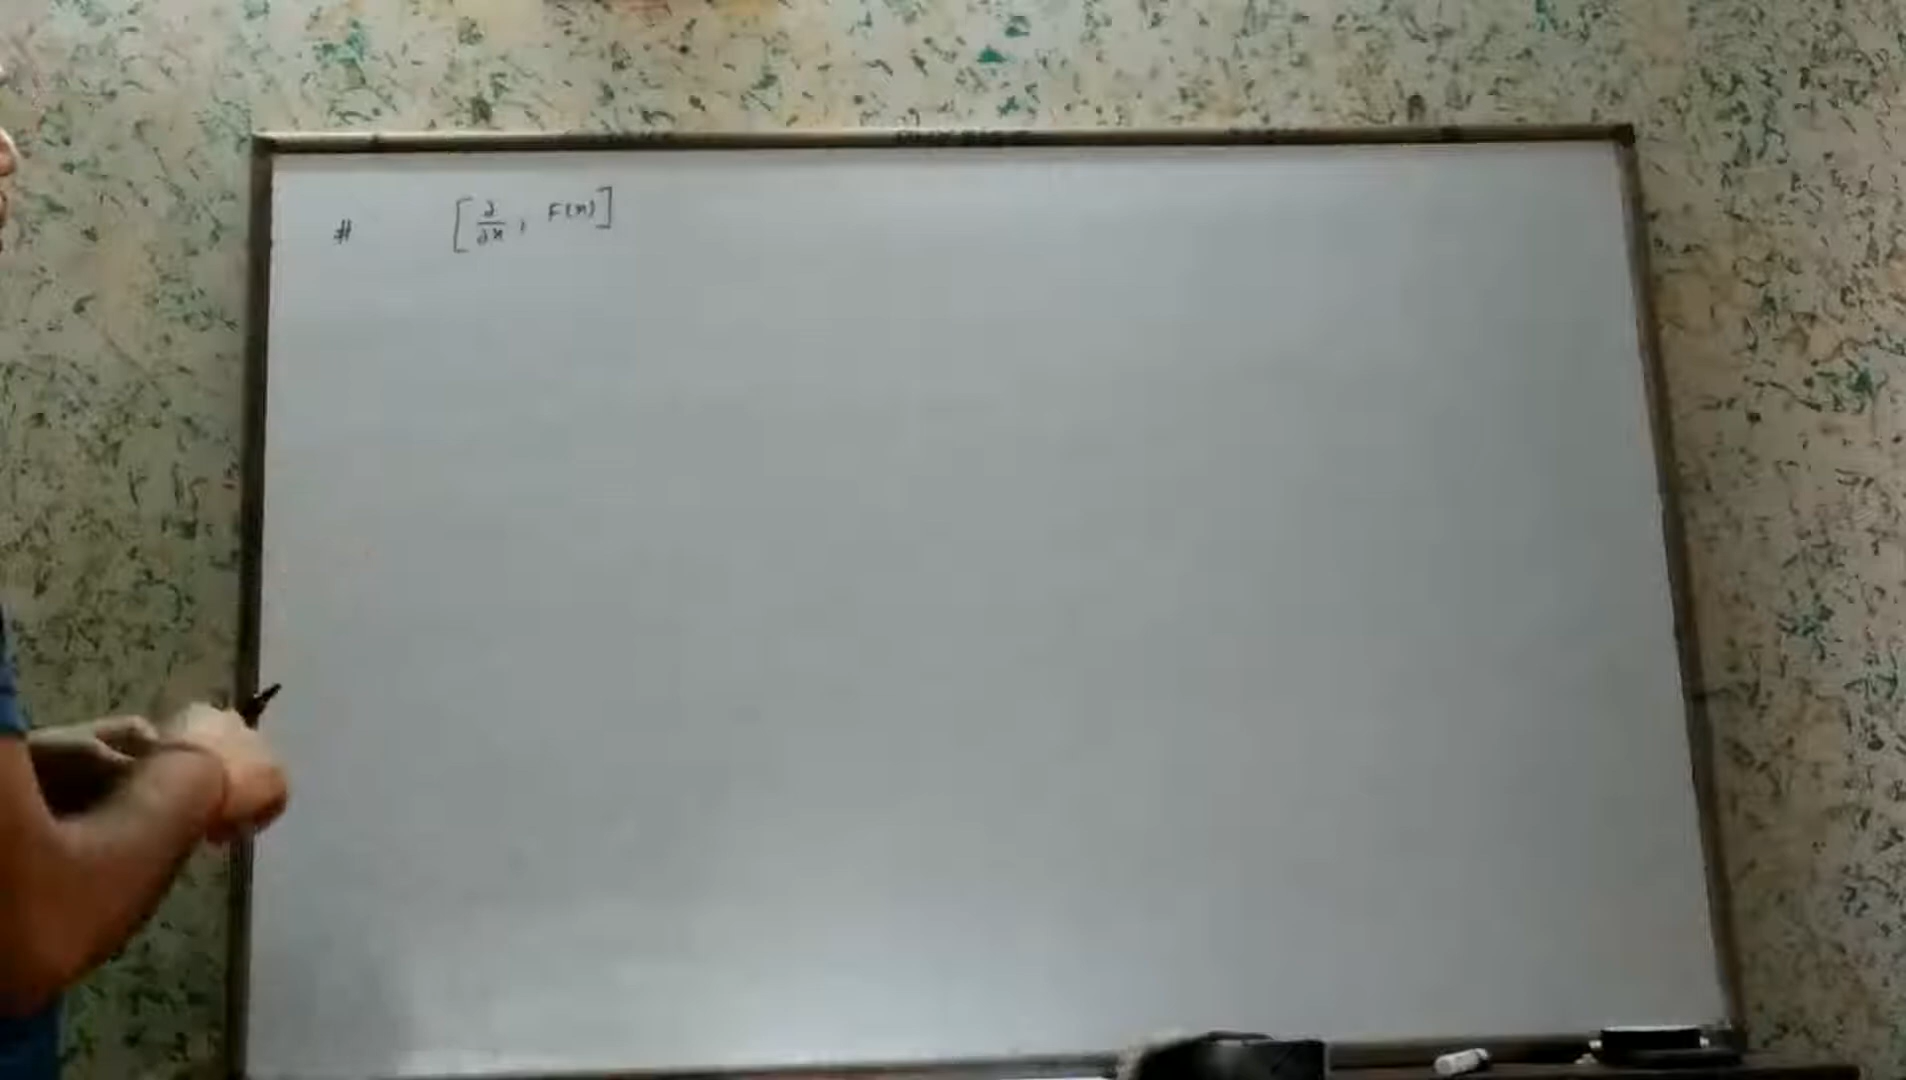 # [∂/∂x, F(x)]